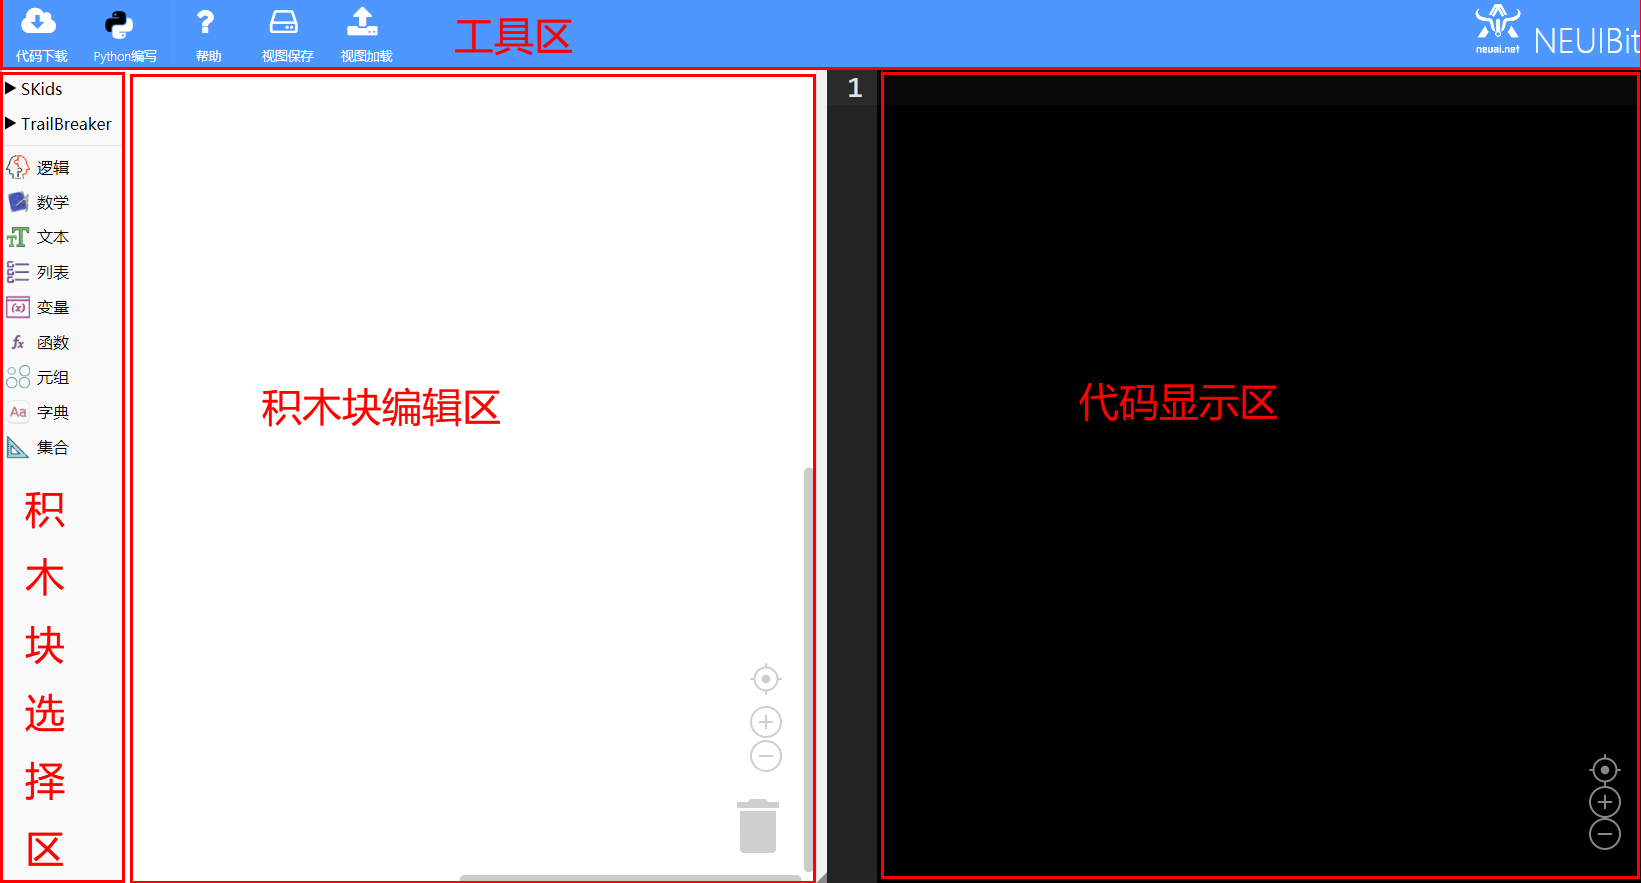 代码下载
Python编写
帮助
视图保存
视图加载
工具区
neuai.net
NEUIBit
SKids
TrailBreaker
逻辑
数学
文本
列表
(x) 变量
fx 函数
元组
Aa 字典
集合
积木块选择区
积木块编辑区
1
代码显示区